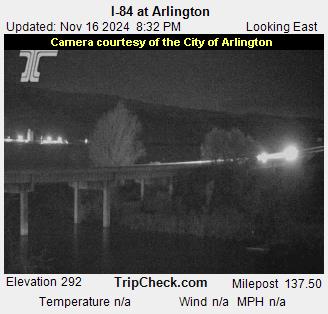 I-84 at Arlington
Updated: Nov 16 2024 8:32 PM Looking East
Camera courtesy of the City of Arlington
Elevation 292 TripCheck.com Milepost 137.50
Temperature n/a Wind n/a MPH n/a